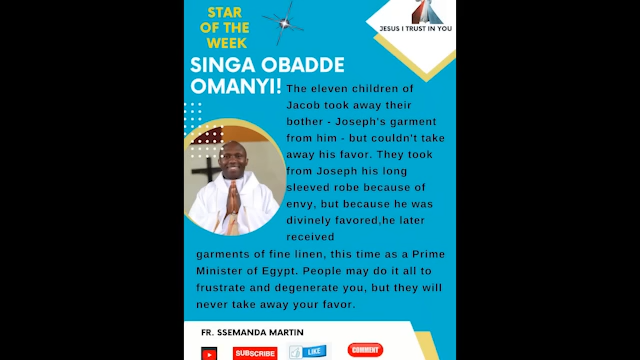 STAR
OF THE
WEEK
JESUS I TRUST IN YOU
SINGA OBADDE
OMANYI!
The eleven children of
Jacob took away their
bother - Joseph's garment
from him - but couldn't take
away his favor. They took
from Joseph his long
sleeved robe because of
envy, but because he was
divinely favored,he later
received
garments of fine linen, this time as a Prime
Minister of Egypt. People may do it all to
frustrate and degenerate you, but they will
never take away your favor.
FR. SSEMANDA MARTIN
SUBSCRIBE
LIKE
COMMENT